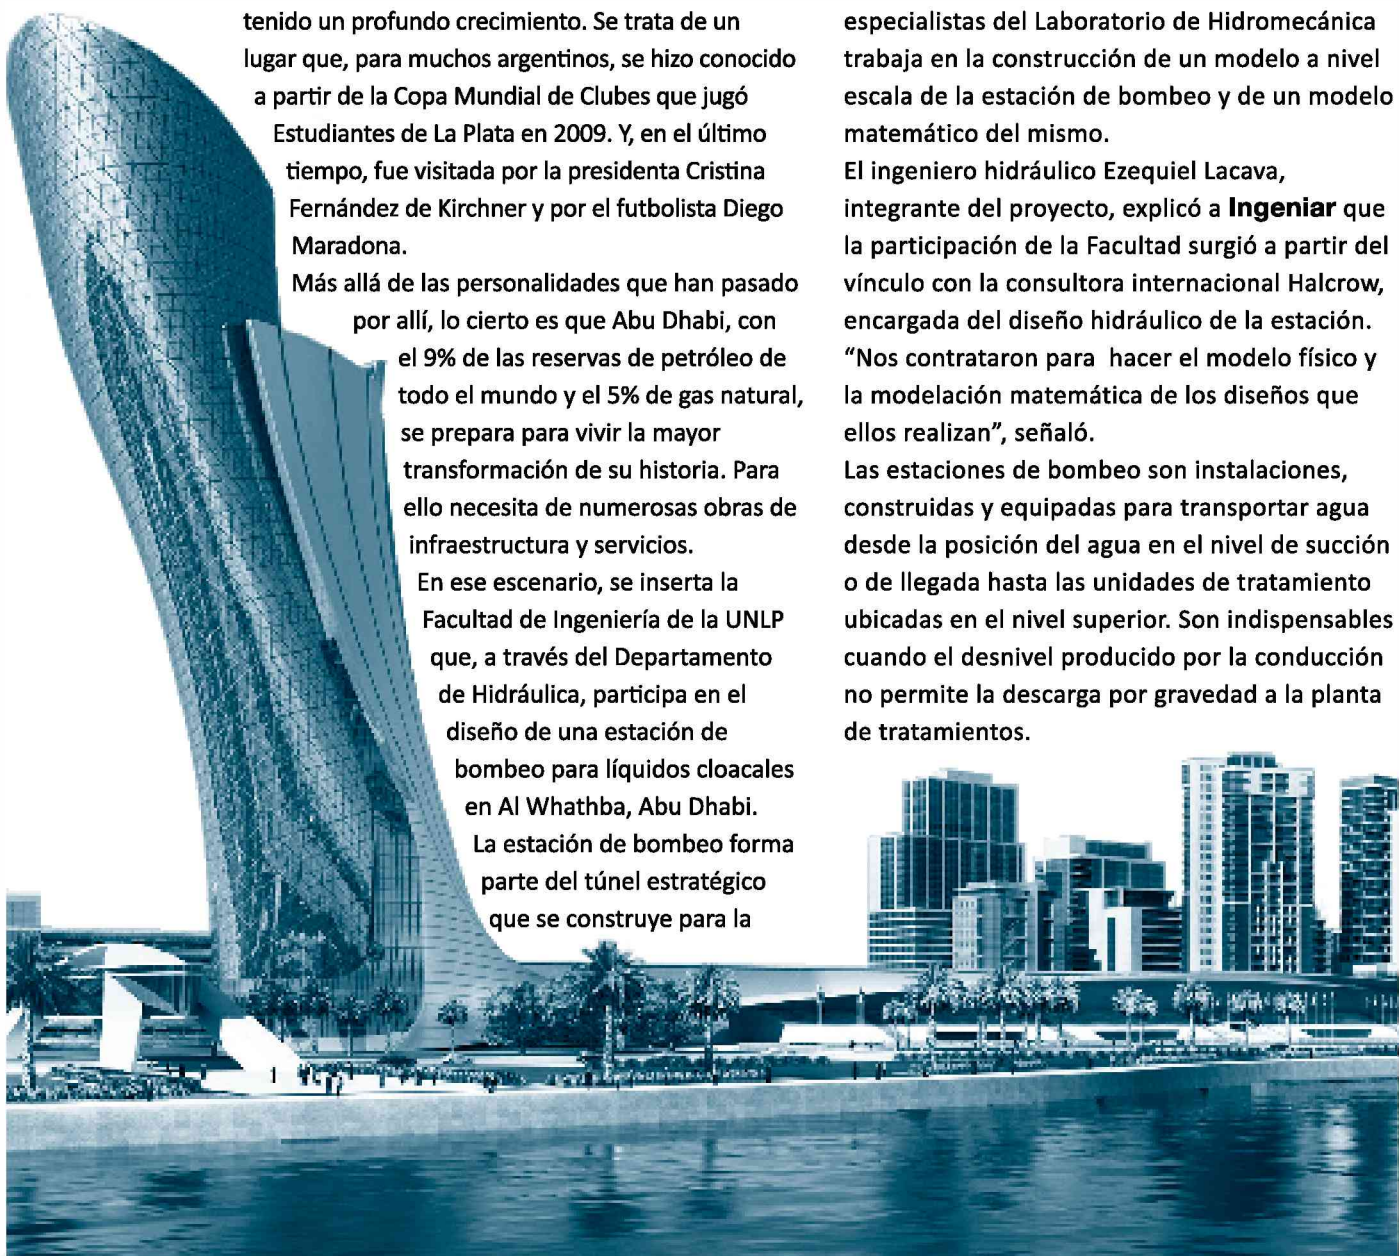 tenido un profundo crecimiento. Se trata de un
lugar que, para muchos argentinos, se hizo conocido
a partir de la Copa Mundial de Clubes que jugó
Estudiantes de La Plata en 2009. Y, en el último
tiempo, fue visitada por la presidenta Cristina
Fernández de Kirchner y por el futbolista Diego
Maradona.
Más allá de las personalidades que han pasado
por allí, lo cierto es que Abu Dhabi, con
el 9% de las reservas de petróleo de
todo el mundo y el 5% de gas natural,
se prepara para vivir la mayor
transformación de su historia. Para
ello necesita de numerosas obras de
infraestructura y servicios.
En ese escenario, se inserta la
Facultad de Ingeniería de la UNLP
que, a través del Departamento
de Hidráulica, participa en el
diseño de una estación de
bombeo para líquidos cloacales
en Al Whathba, Abu Dhabi.
La estación de bombeo forma
parte del túnel estratégico
que se construye para la
especialistas del Laboratorio de Hidromecánica
trabaja en la construcción de un modelo a nivel
escala de la estación de bombeo y de un modelo
matemático del mismo.
El ingeniero hidráulico Ezequiel Lacava,
integrante del proyecto, explicó a Ingeniar que
la participación de la Facultad surgió a partir del
vínculo con la consultora internacional Halcrow,
encargada del diseño hidráulico de la estación.
“Nos contrataron para hacer el modelo físico y
la modelación matemática de los diseños que
ellos realizan”, señaló.
Las estaciones de bombeo son instalaciones,
construidas y equipadas para transportar agua
desde la posición del agua en el nivel de succión
o de llegada hasta las unidades de tratamiento
ubicadas en el nivel superior. Son indispensables
cuando el desnivel producido por la conducción
no permite la descarga por gravedad a la planta
de tratamientos.